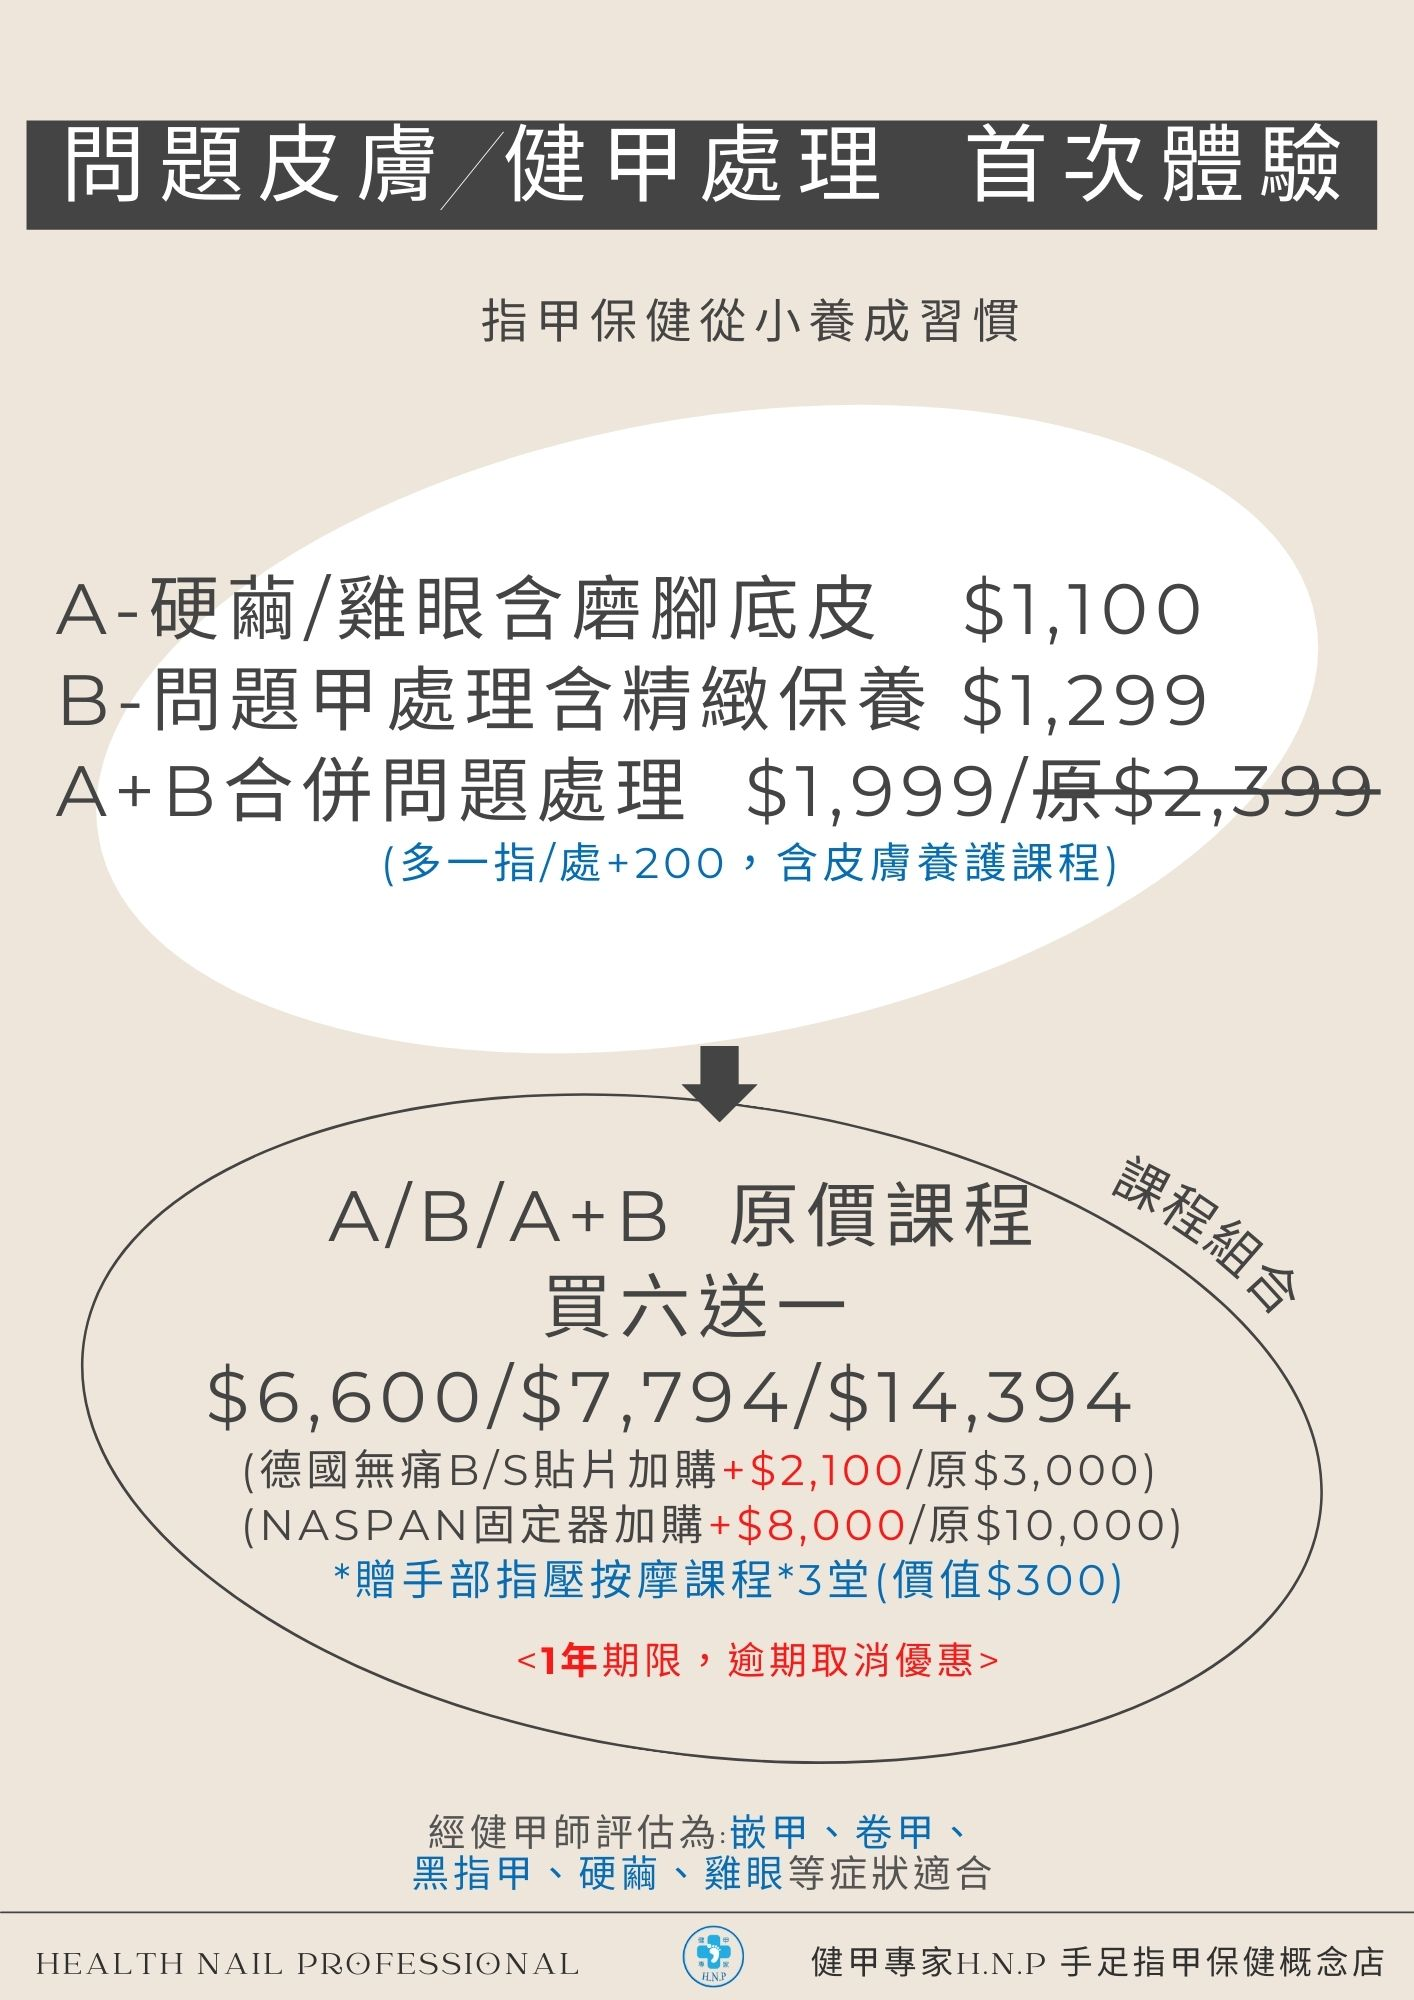 問題皮膚/健甲處理 首次體驗
指甲保健從小養成習慣
A-硬繭/雞眼含磨腳底皮 $1,100
B-問題甲處理含精緻保養 $1,299
A+B合併問題處理 $1,999/原$2,399
(多一指/處+200，含皮膚養護課程)
課程組合
A/B/A+B 原價課程
買六送一
$6,600/$7,794/$14,394
(德國無痛B/S貼片加購+$2,100/原$3,000)
(NASPAN固定器加購+$8,000/原$10,000)
*贈手部指壓按摩課程*3堂(價值$300)
<1年期限，逾期取消優惠>
經健甲師評估為:嵌甲、卷甲、
黑指甲、硬繭、雞眼等症狀適合
HEALTH NAIL PROFESSIONAL
健甲
專家
H.N.P
健甲專家H.N.P 手足指甲保健概念店